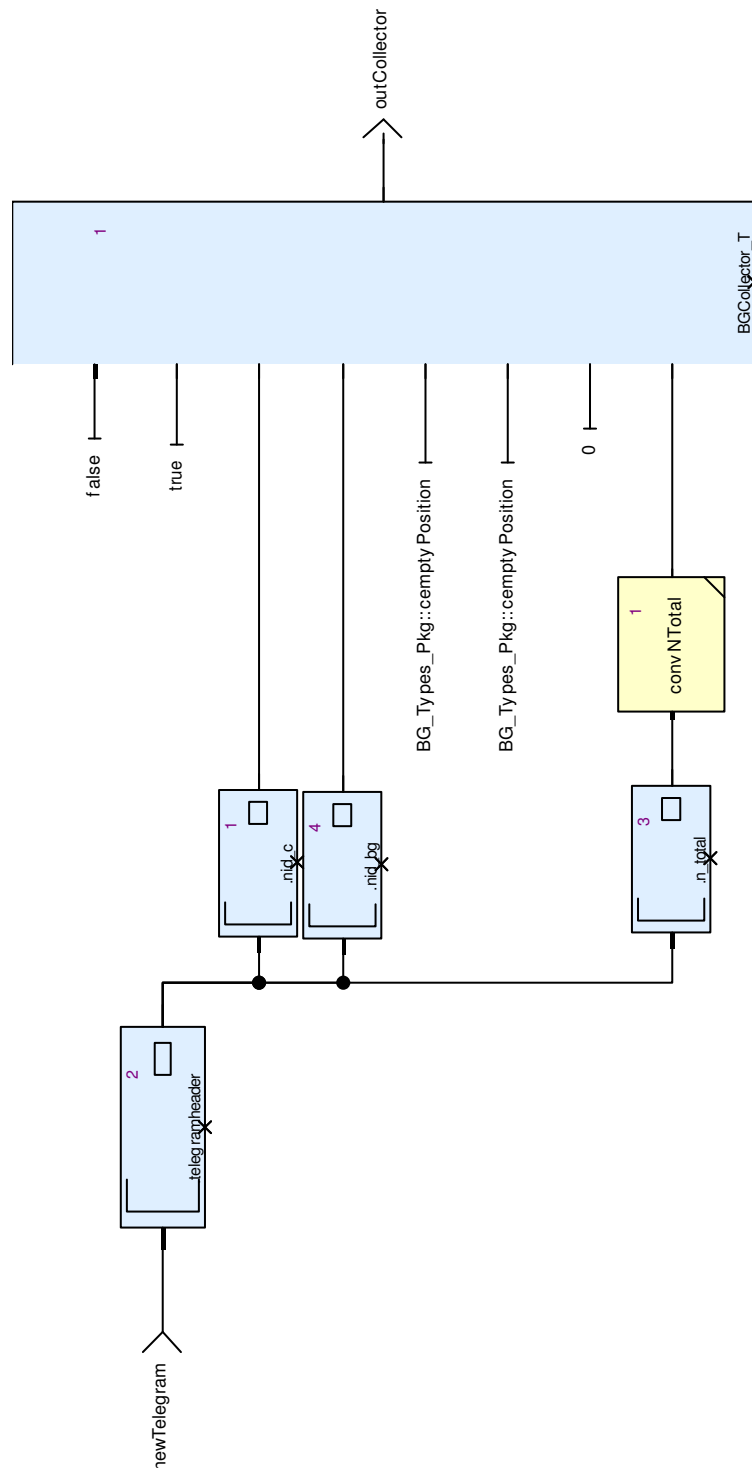 false
1
2
newTelegram
true
telegramheader
1
.nid_c
4
.nid_bg
outCollector
BG_Types_Pkg::cemptyPosition
BG_Types_Pkg::cemptyPosition
0
1
3
convNTotal
.n_total
BGCollector_T